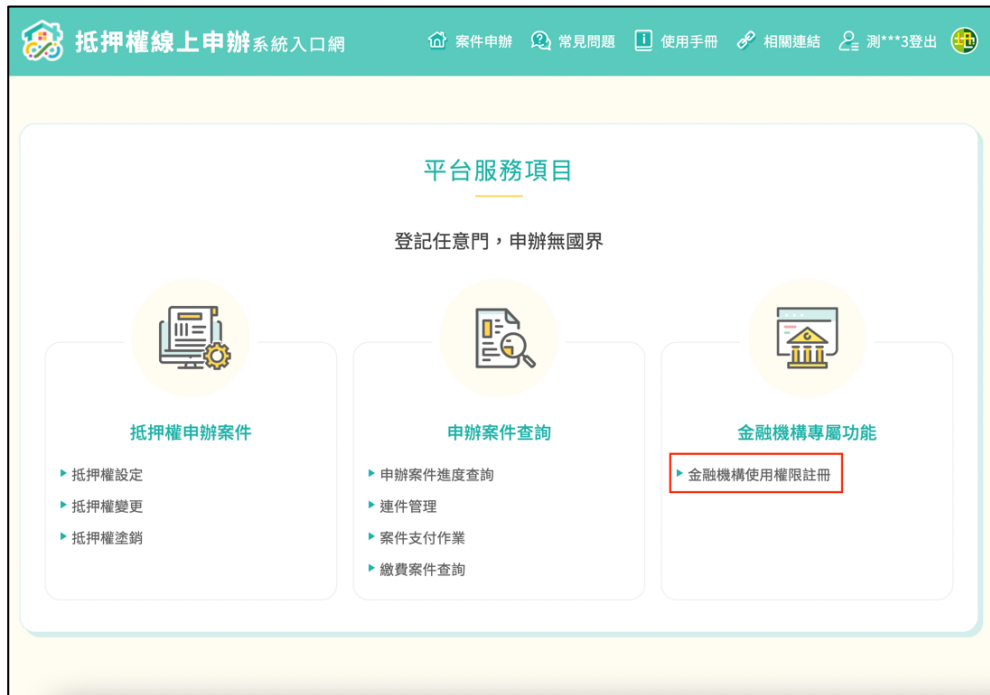 抵押權線上申辦系統入口網
案件申辦 常見問題 使用手冊 相關連結 測***3登出
平台服務項目
登記任意門，申辦無國界
抵押權申辦案件
抵押權設定
抵押權變更
抵押權塗銷
申辦案件查詢
申辦案件進度查詢
連件管理
案件支付作業
繳費案件查詢
金融機構專屬功能
金融機構使用權限註冊